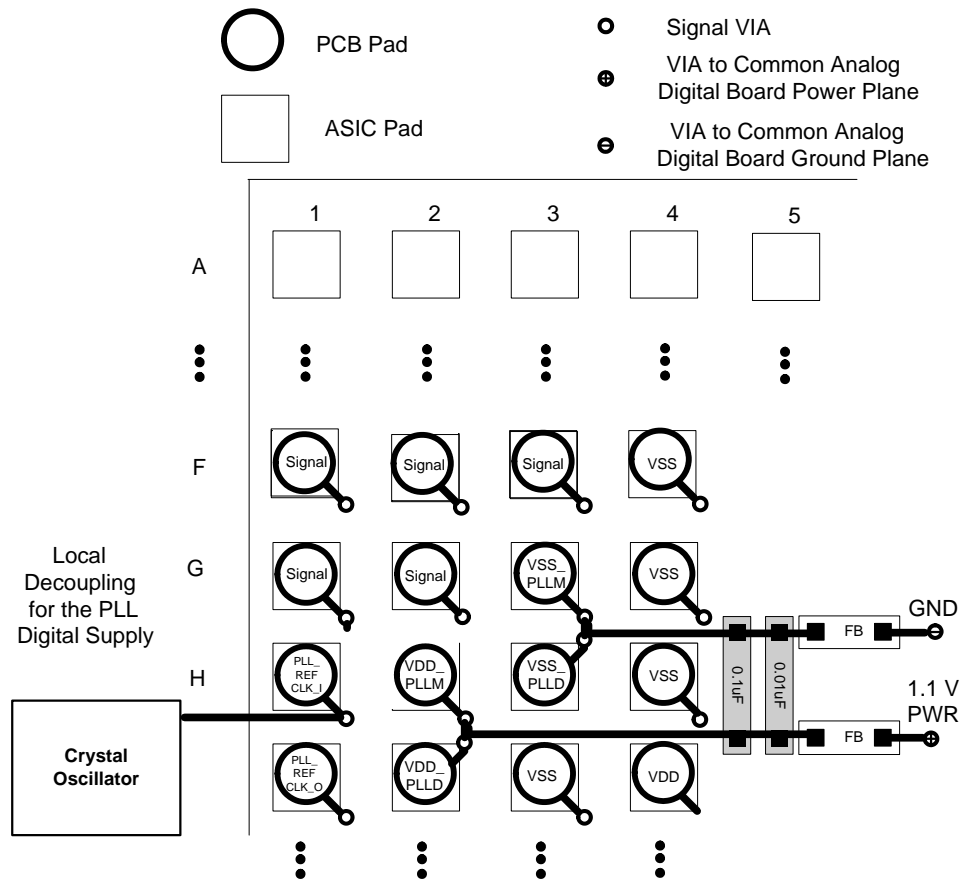 PCB Pad
Signal VIA
VIA to Common Analog
Digital Board Power Plane
ASIC Pad
VIA to Common Analog
Digital Board Ground Plane
1
2
3
4
5
A
F
Signal
Signal
Signal
VSS
Local
Decoupling
for the PLL
Digital Supply
G
Signal
Signal
VSS_
PLLM
VSS
GND
FB
H
PLL_
REF
CLK_I
VDD_
PLLM
VSS_
PLLD
VSS
0.1uF
0.01uF
1.1 V
PWR
FB
Crystal
Oscillator
PLL_
REF
CLK_O
VDD_
PLLD
VSS
VDD